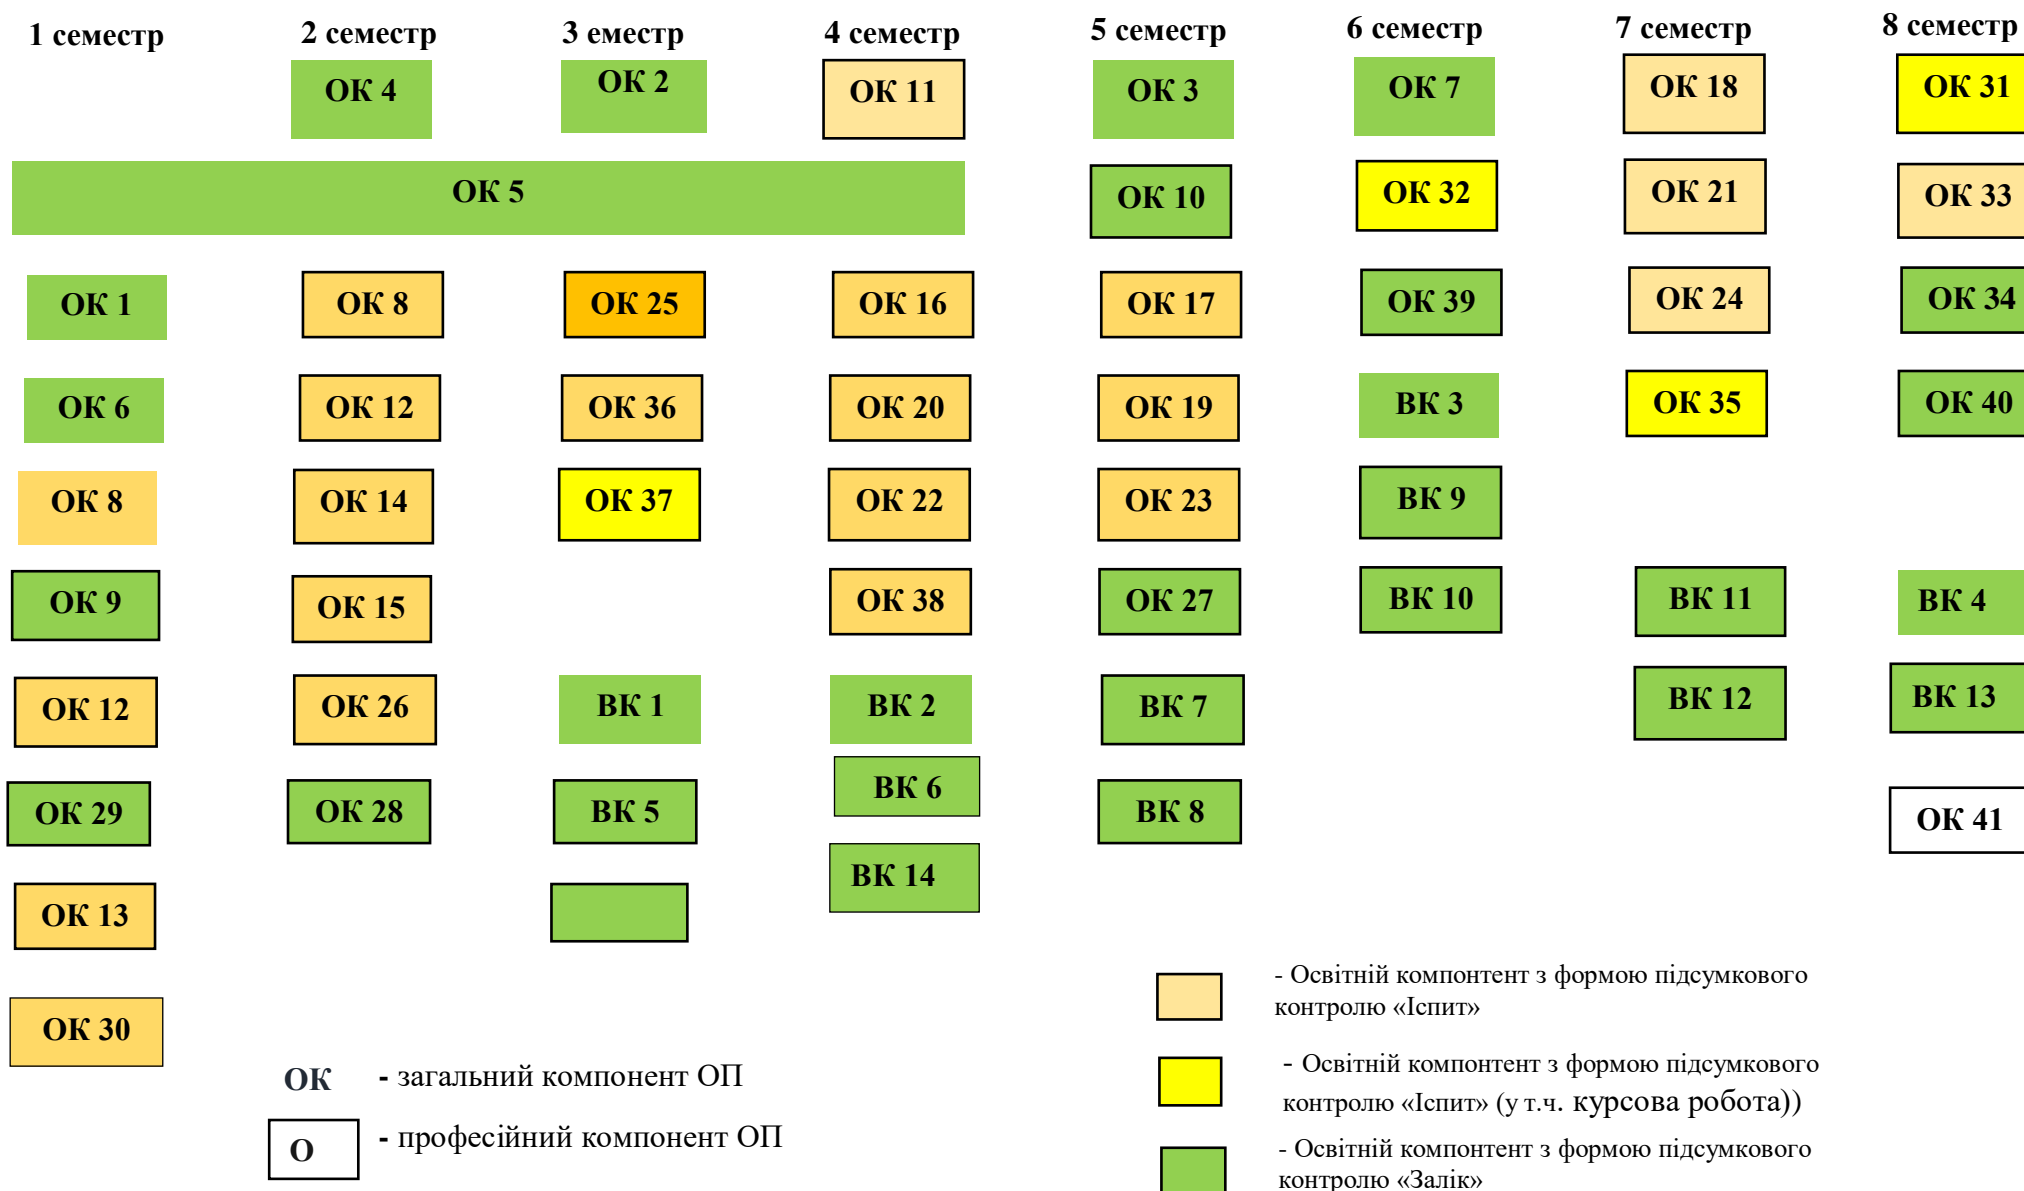 1 семестр 2 семестр 3 еместр 4 семестр 5 семестр 6 семестр 7 семестр 8 семестр
ОК 4 ОК 2 ОК 11 ОК 3 ОК 7 ОК 18 ОК 31
ОК 5 ОК 10 ОК 32 ОК 21 ОК 33
ОК 1 ОК 8 ОК 25 ОК 16 ОК 17 ОК 39 ОК 24 ОК 34
ОК 6 ОК 12 ОК 36 ОК 20 ОК 19 ВК 3 ОК 35 ОК 40
ОК 8 ОК 14 ОК 37 ОК 22 ОК 23 ВК 9
ОК 9 ОК 15 ОК 38 ОК 27 ВК 10 ВК 11 ВК 4
ОК 12 ОК 26 ВК 1 ВК 2 ВК 7 ВК 12 ВК 13
ОК 29 ОК 28 ВК 5 ВК 6 ВК 8 ОК 41
ВК 14
ОК 13
ОК 30
ОК - загальний компонент ОП
О - професійний компонент ОП
- Освітній компонтент з формою підсумкового
контролю «Іспит»
- Освітній компонтент з формою підсумкового
контролю «Іспит» (у т.ч. курсова робота))
- Освітній компонтент з формою підсумкового
контролю «Залік»